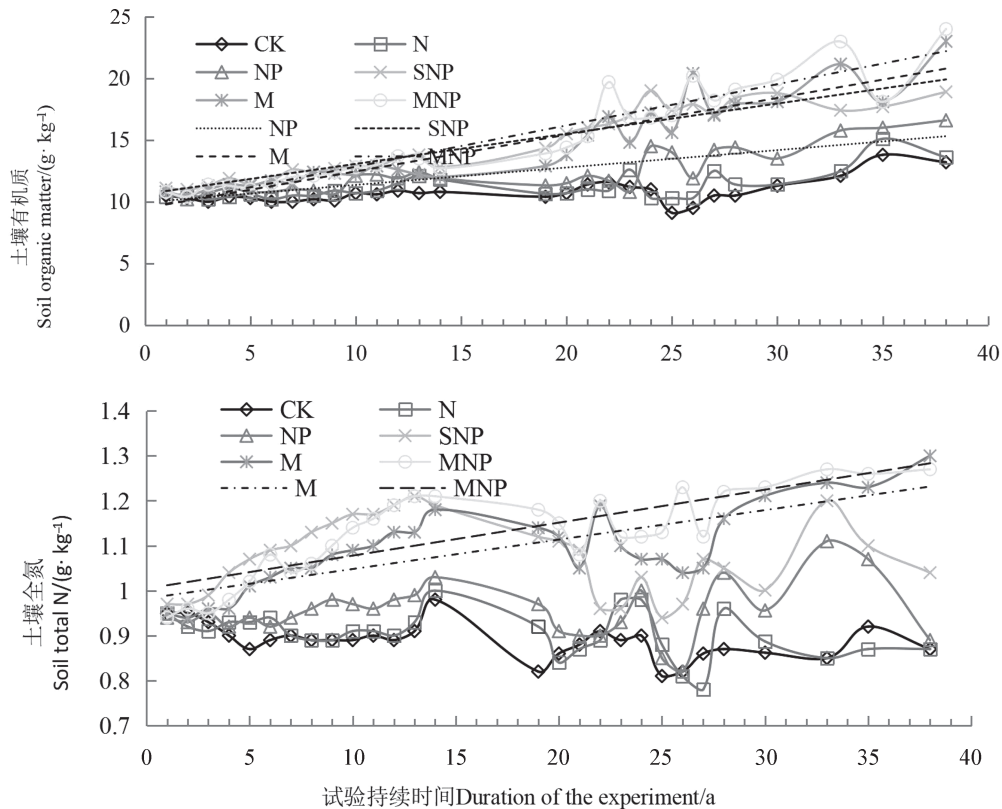 25
20
15
10
5
0
土壤有机质
Soil organic matter/(g· kg⁻¹)
CK N
NP SNP
M MNP
NP SNP
M MNP
0 5 10 15 20 25 30 35 40
1.4
1.3
1.2
1.1
1
0.9
0.8
0.7
土壤全氮
Soil total N/(g· kg⁻¹)
CK N
NP SNP
M MNP
M MNP
0 5 10 15 20 25 30 35 40
试验持续时间Duration of the experiment/a